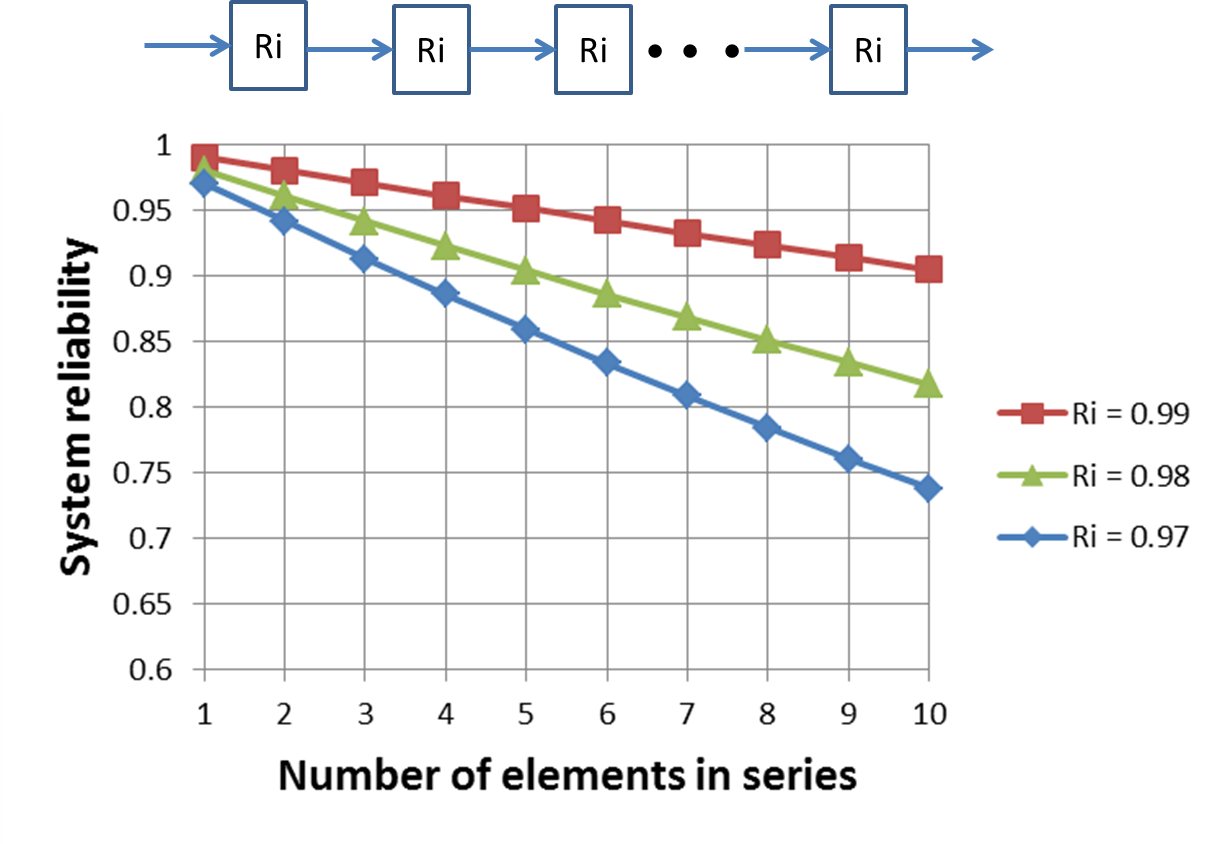 Ri Ri Ri • • • Ri
1
0.95
0.9
0.85
0.8
0.75
0.7
0.65
0.6
System reliability
1 2 3 4 5 6 7 8 9 10
Number of elements in series
Ri = 0.99
Ri = 0.98
Ri = 0.97